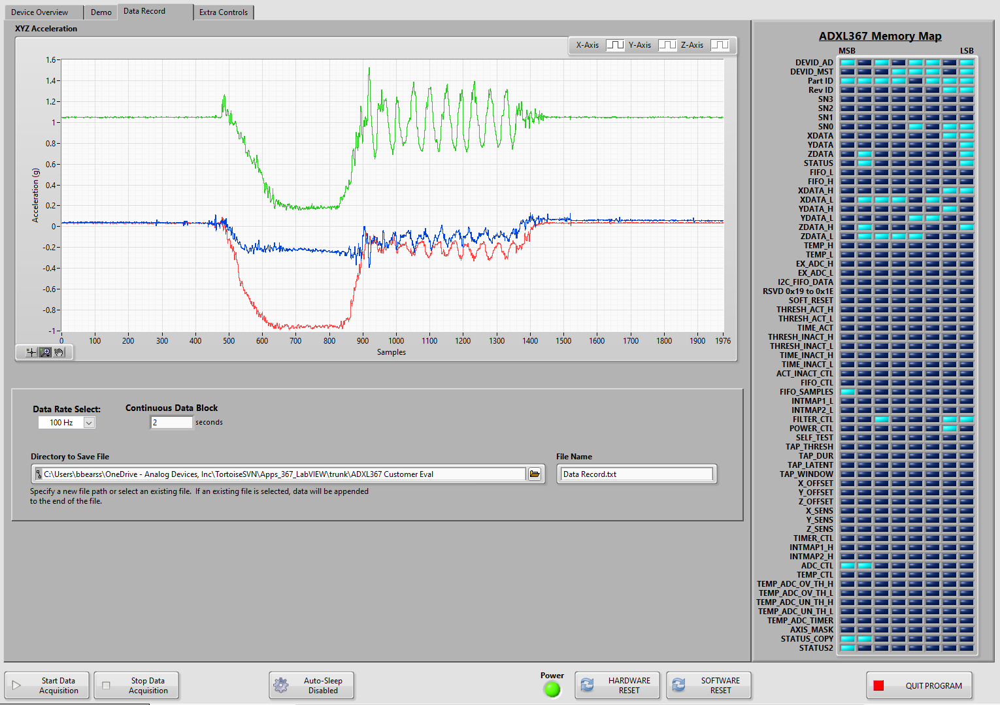 Device Overview
Demo
Data Record
Extra Controls
XYZ Acceleration
X-Axis
Y-Axis
Z-Axis
1.6
1.4
1.2
1
0.8
0.6
0.4
0.2
0
-0.2
-0.4
-0.6
-0.8
-1
Acceleration (g)
0
100
200
300
400
500
600
700
800
900
1000
1100
1200
1300
1400
1500
1600
1700
1800
1900
1976
Samples
Data Rate Select:
100 Hz
Continuous Data Block
2
seconds
Directory to Save File
C:\Users\bbearss\OneDrive - Analog Devices, Inc\TortoiseSVN\Apps_367_LabVIEW\trunk\ADXL367 Customer Eval
Specify a new file path or select an existing file.  If an existing file is selected, data will be appended
to the end of the file.
File Name
Data Record.txt
ADXL367 Memory Map
MSB
LSB
DEVID_AD
DEVID_MST
Part ID
Rev ID
SN3
SN2
SN1
SN0
XDATA
YDATA
ZDATA
STATUS
FIFO_L
FIFO_H
XDATA_H
XDATA_L
YDATA_H
YDATA_L
ZDATA_H
ZDATA_L
TEMP_H
TEMP_L
EX_ADC_H
EX_ADC_L
I2C_FIFO_DATA
RSVD 0x19 to 0x1E
SOFT_RESET
THRESH_ACT_H
THRESH_ACT_L
TIME_ACT
THRESH_INACT_H
THRESH_INACT_L
TIME_INACT_H
TIME_INACT_L
ACT_INACT_CTL
FIFO_CTL
FIFO_SAMPLES
INTMAP1_L
INTMAP2_L
FILTER_CTL
POWER_CTL
SELF_TEST
TAP_THRESH
TAP_DUR
TAP_LATENT
TAP_WINDOW
X_OFFSET
Y_OFFSET
Z_OFFSET
X_SENS
Y_SENS
Z_SENS
TIMER_CTL
INTMAP1_H
INTMAP2_H
ADC_CTL
TEMP_CTL
TEMP_ADC_OV_TH_H
TEMP_ADC_OV_TH_L
TEMP_ADC_UN_TH_H
TEMP_ADC_UN_TH_L
TEMP_ADC_TIMER
AXIS_MASK
STATUS_COPY
STATUS2
Start Data
Acquisition
Stop Data
Acquisition
Auto-Sleep
Disabled
Power
HARDWARE
RESET
SOFTWARE
RESET
QUIT PROGRAM